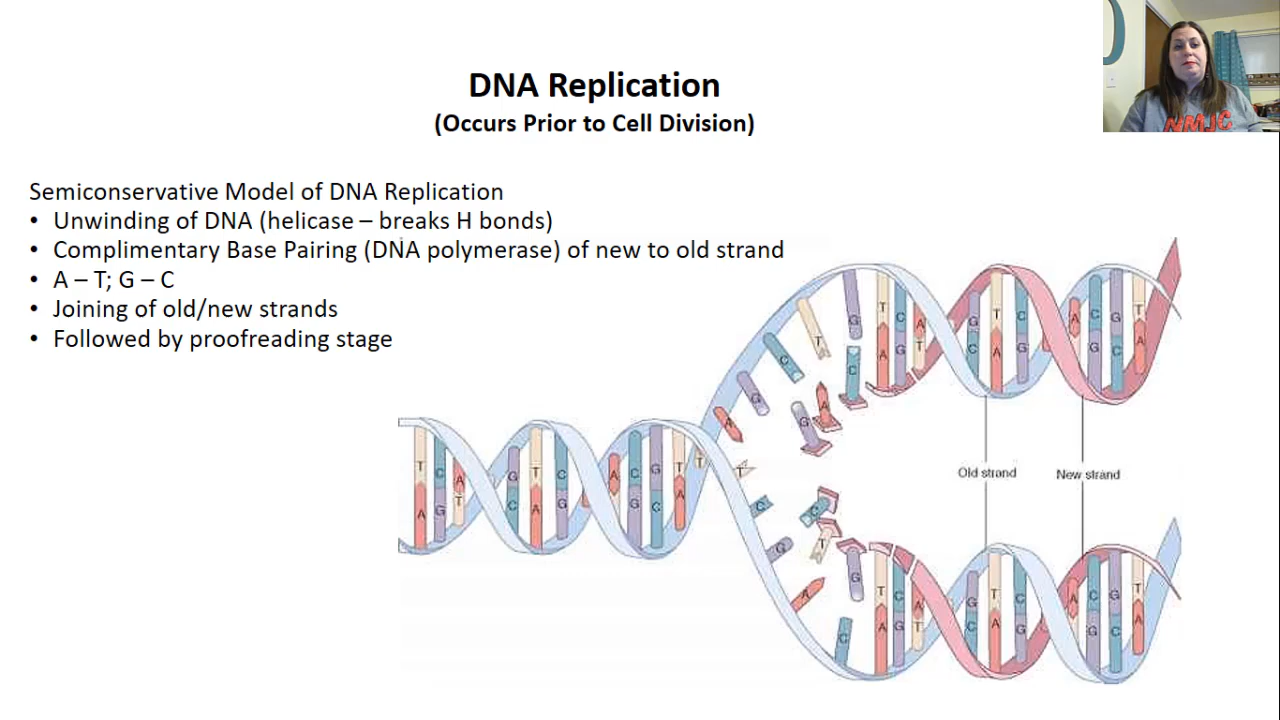 DNA Replication
(Occurs Prior to Cell Division)
NMJC
Semiconservative Model of DNA Replication
• Unwinding of DNA (helicase – breaks H bonds)
• Complimentary Base Pairing (DNA polymerase) of new to old strand
• A – T; G – C
• Joining of old/new strands
• Followed by proofreading stage
G T C A G T C A C G T
T C A G C A G G C A
C
G C
A G A
Old strand New strand
T C A G T C A C G T T T
A G T C A G G C A
C C
G T
A G T C A G T C A C G T
C A G T C A G G C A